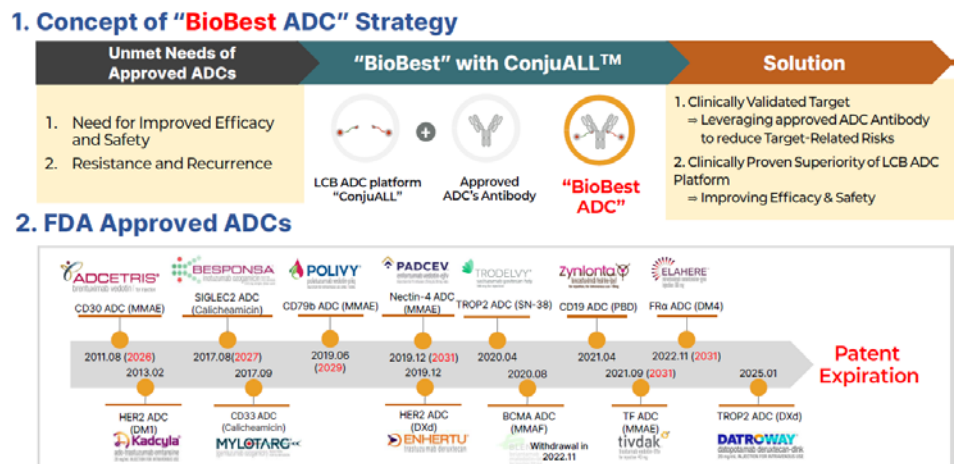 1. Concept of “BioBest ADC” Strategy
Unmet Needs of
Approved ADCs
“BioBest” with ConjuALL™
Solution
1. Need for Improved Efficacy
and Safety
2. Resistance and Recurrence
LCB ADC platform
“ConjuALL”
Approved
ADC's Antibody
“BioBest
ADC”
1. Clinically Validated Target
⇒ Leveraging approved ADC Antibody
to reduce Target-Related Risks
2. Clinically Proven Superiority of LCB ADC
Platform
⇒ Improving Efficacy & Safety
2. FDA Approved ADCs
ADCETRIS
brentuximab vedotin
CD30 ADC (MMAE)
BESPONSA
SIGLEC2 ADC
(Calicheamicin)
POLIVY
CD79b ADC (MMAE)
PADCEV
Nectin-4 ADC
(MMAE)
TRODELVY
TROP2 ADC (SN-38)
Zynlonta
CD19 ADC (PBD)
ELAHERE
FRα ADC (DM4)
2011.08 (2026)
2017.08(2027)
2019.06
(2029)
2019.12 (2031)
2020.04
2021.04
2022.11 (2031)
2013.02
2017.09
2019.12
2020.08
2021.09 (2031)
2025.01
Patent
Expiration
HER2 ADC
(DM1)
Kadcyla
CD33 ADC
(Calicheamicin)
MYLOTARG
HER2 ADC
(DXd)
ENHERTU
BCMA ADC
(MMAF)
Withdrawal in
2022.11
TF ADC
(MMAE)
tivdak
TROP2 ADC (DXd)
DATROWAY